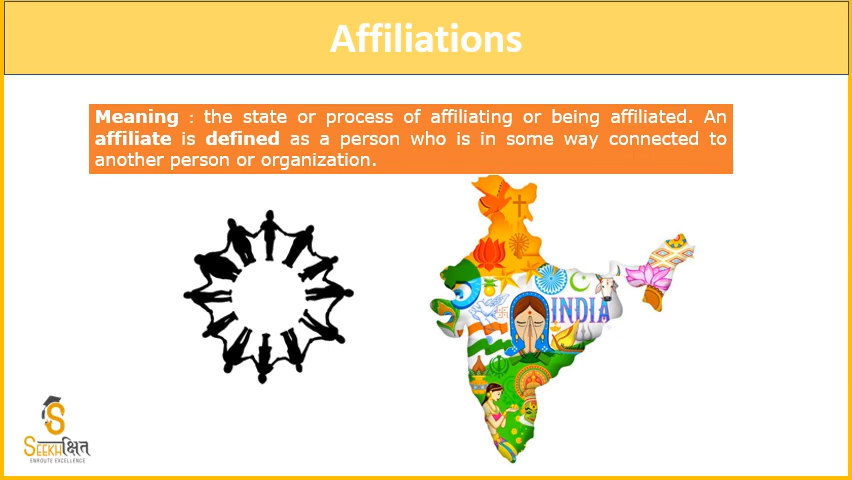 Affiliations
Meaning : the state or process of affiliating or being affiliated. An
affiliate is defined as a person who is in some way connected to
another person or organization.
INDIA
S
SEEKHक्षित
ENROUTE EXCELLENCE